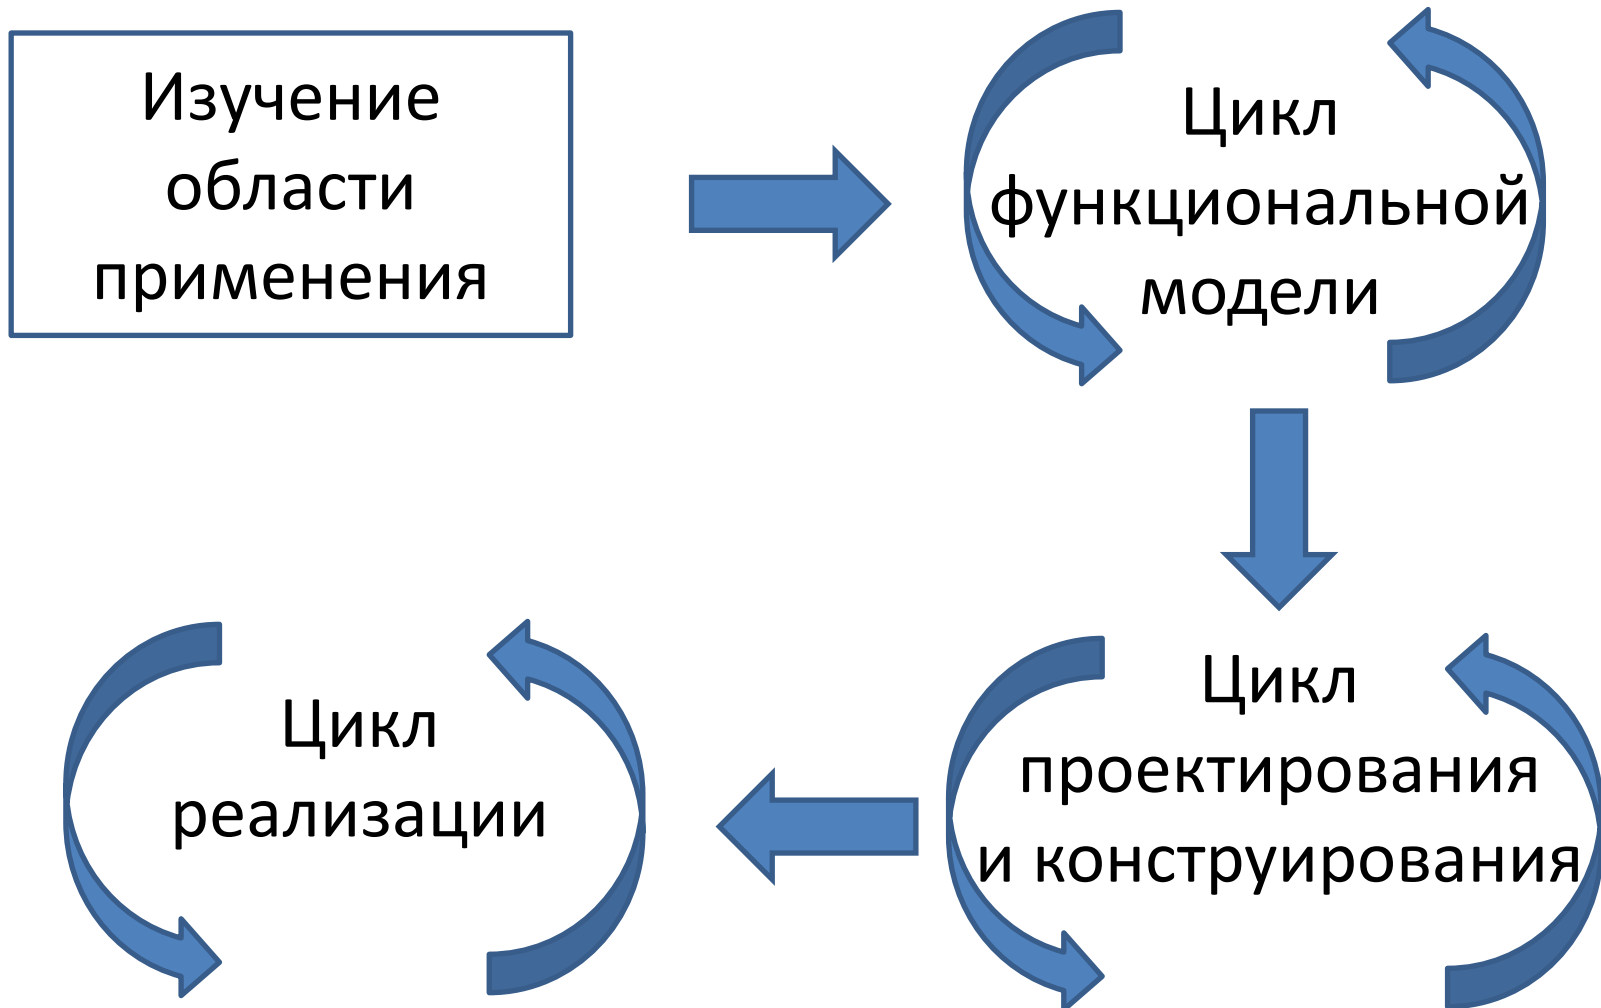 Изучение
области
применения
Цикл
функциональной
модели
Цикл
реализации
Цикл
проектирования
и конструирования